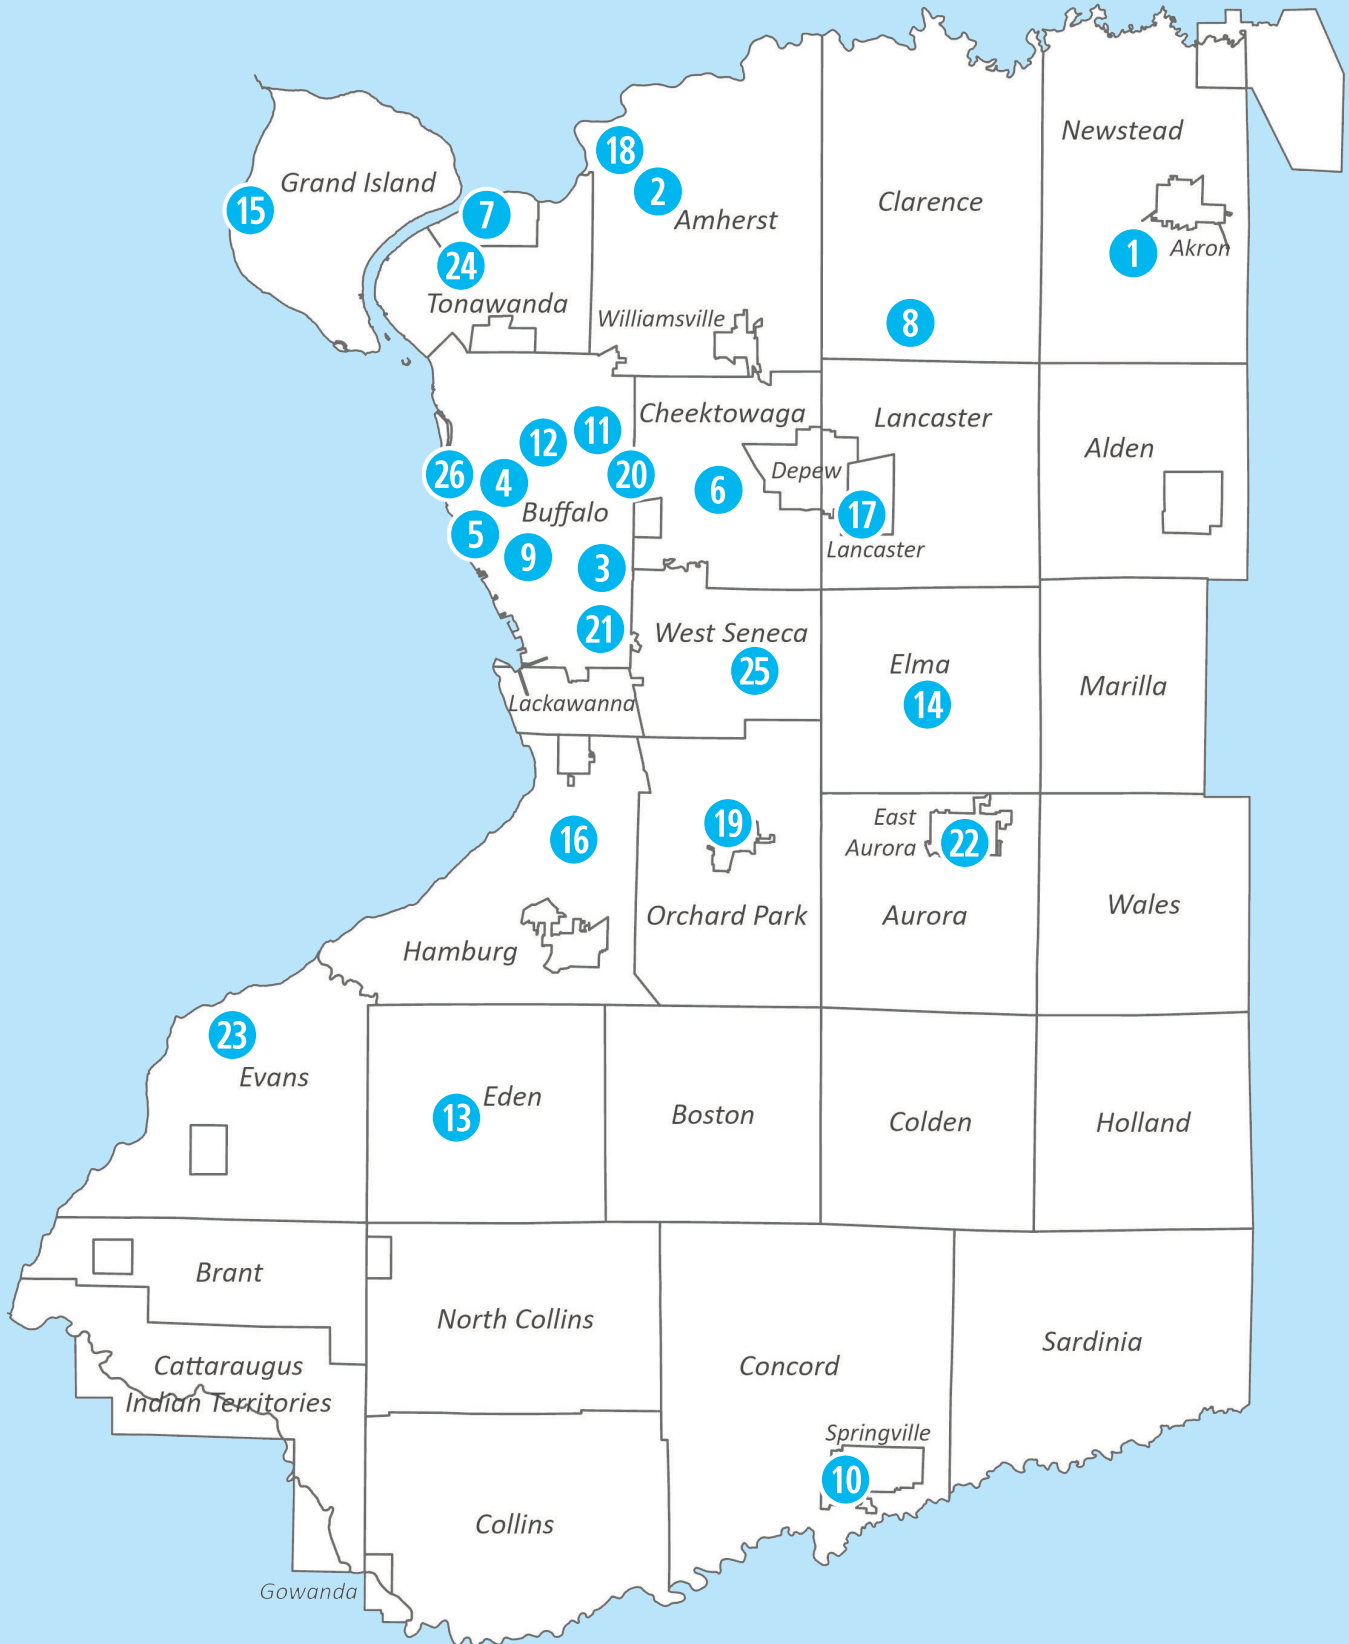 Newstead
18
Grand Island
2
Clarence
15
7
Amherst
1
Akron
24
Tonawanda
Williamsville
8
Cheektowaga
Lancaster
12
11
Alden
26
4
20
6
Depew
17
Buffalo
5
9
3
Lancaster
21
West Seneca
25
Elma
14
Marilla
Lackawanna
16
19
East
Aurora
22
Orchard Park
Aurora
Wales
Hamburg
23
Evans
13
Eden
Boston
Colden
Holland
Brant
North Collins
Sardinia
Cattaraugus
Indian Territories
Concord
Springville
10
Collins
Gowanda